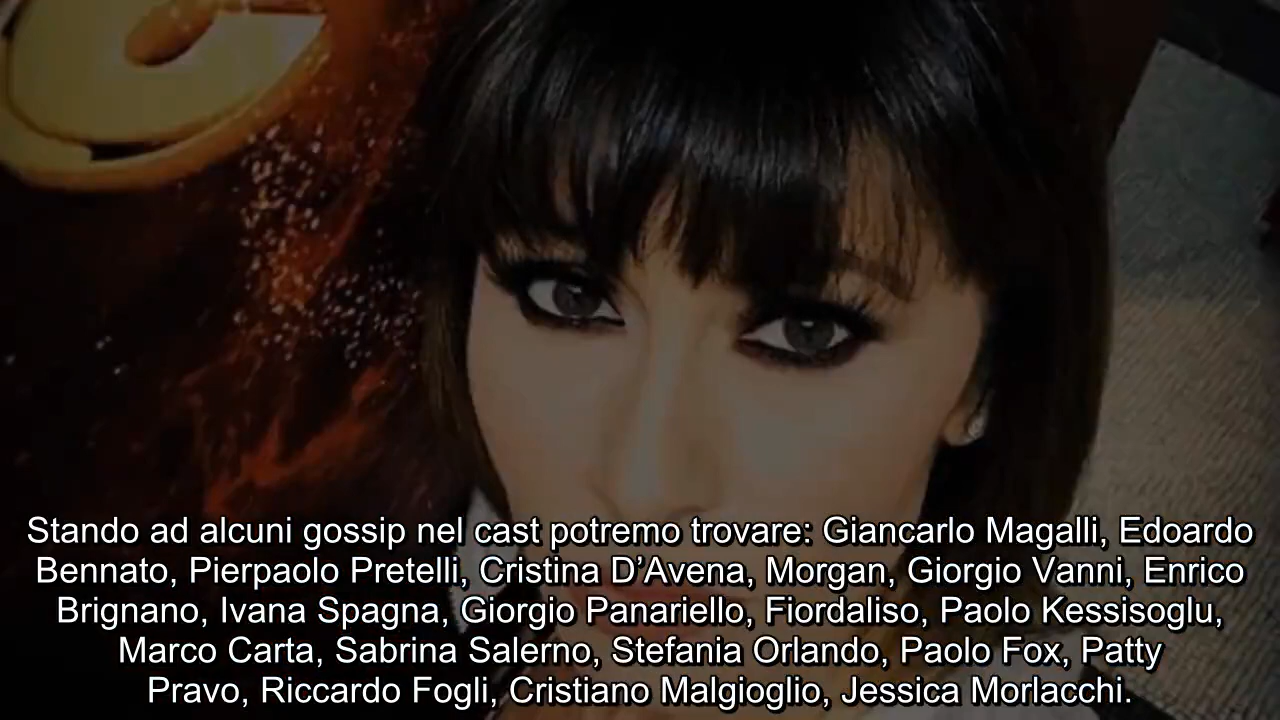 Stando ad alcuni gossip nel cast potremo trovare: Giancarlo Magalli, Edoardo
Bennato, Pierpaolo Pretelli, Cristina D’Avena, Morgan, Giorgio Vanni, Enrico
Brignano, Ivana Spagna, Giorgio Panariello, Fiordaliso, Paolo Kessisoglu,
Marco Carta, Sabrina Salerno, Stefania Orlando, Paolo Fox, Patty
Pravo, Riccardo Fogli, Cristiano Malgioglio, Jessica Morlacchi.